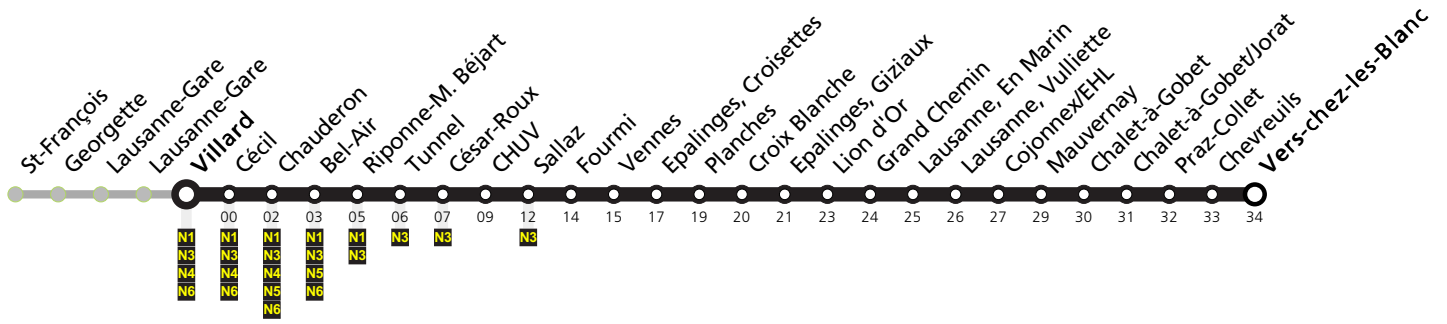 St-François
Georgette
Lausanne-Gare
Lausanne-Gare
Villard
Cécil
Chauderon
Bel-Air
Riponne-M. Béjart
Tunnel
César-Roux
CHUV
Sallaz
Fourmi
Vennes
Epalinges, Croisettes
Planches
Croix Blanche
Epalinges, Giziaux
Lion d'Or
Grand Chemin
Lausanne, En Marin
Lausanne, Vulliette
Cojonnex/EHL
Mauvernay
Chalet-à-Gobet
Chalet-à-Gobet/Jorat
Praz-Collet
Chevreuils
Vers-chez-les-Blanc
00 02 03 05 06 07 09 12 14 15 17 19 20 21 23 24 25 26 27 29 30 31 32 33 34
N1 N1 N1 N1 N1 N3 N3 N3
N3 N3 N3 N3 N3
N4 N4 N4 N5
N6 N6 N5 N6
N6